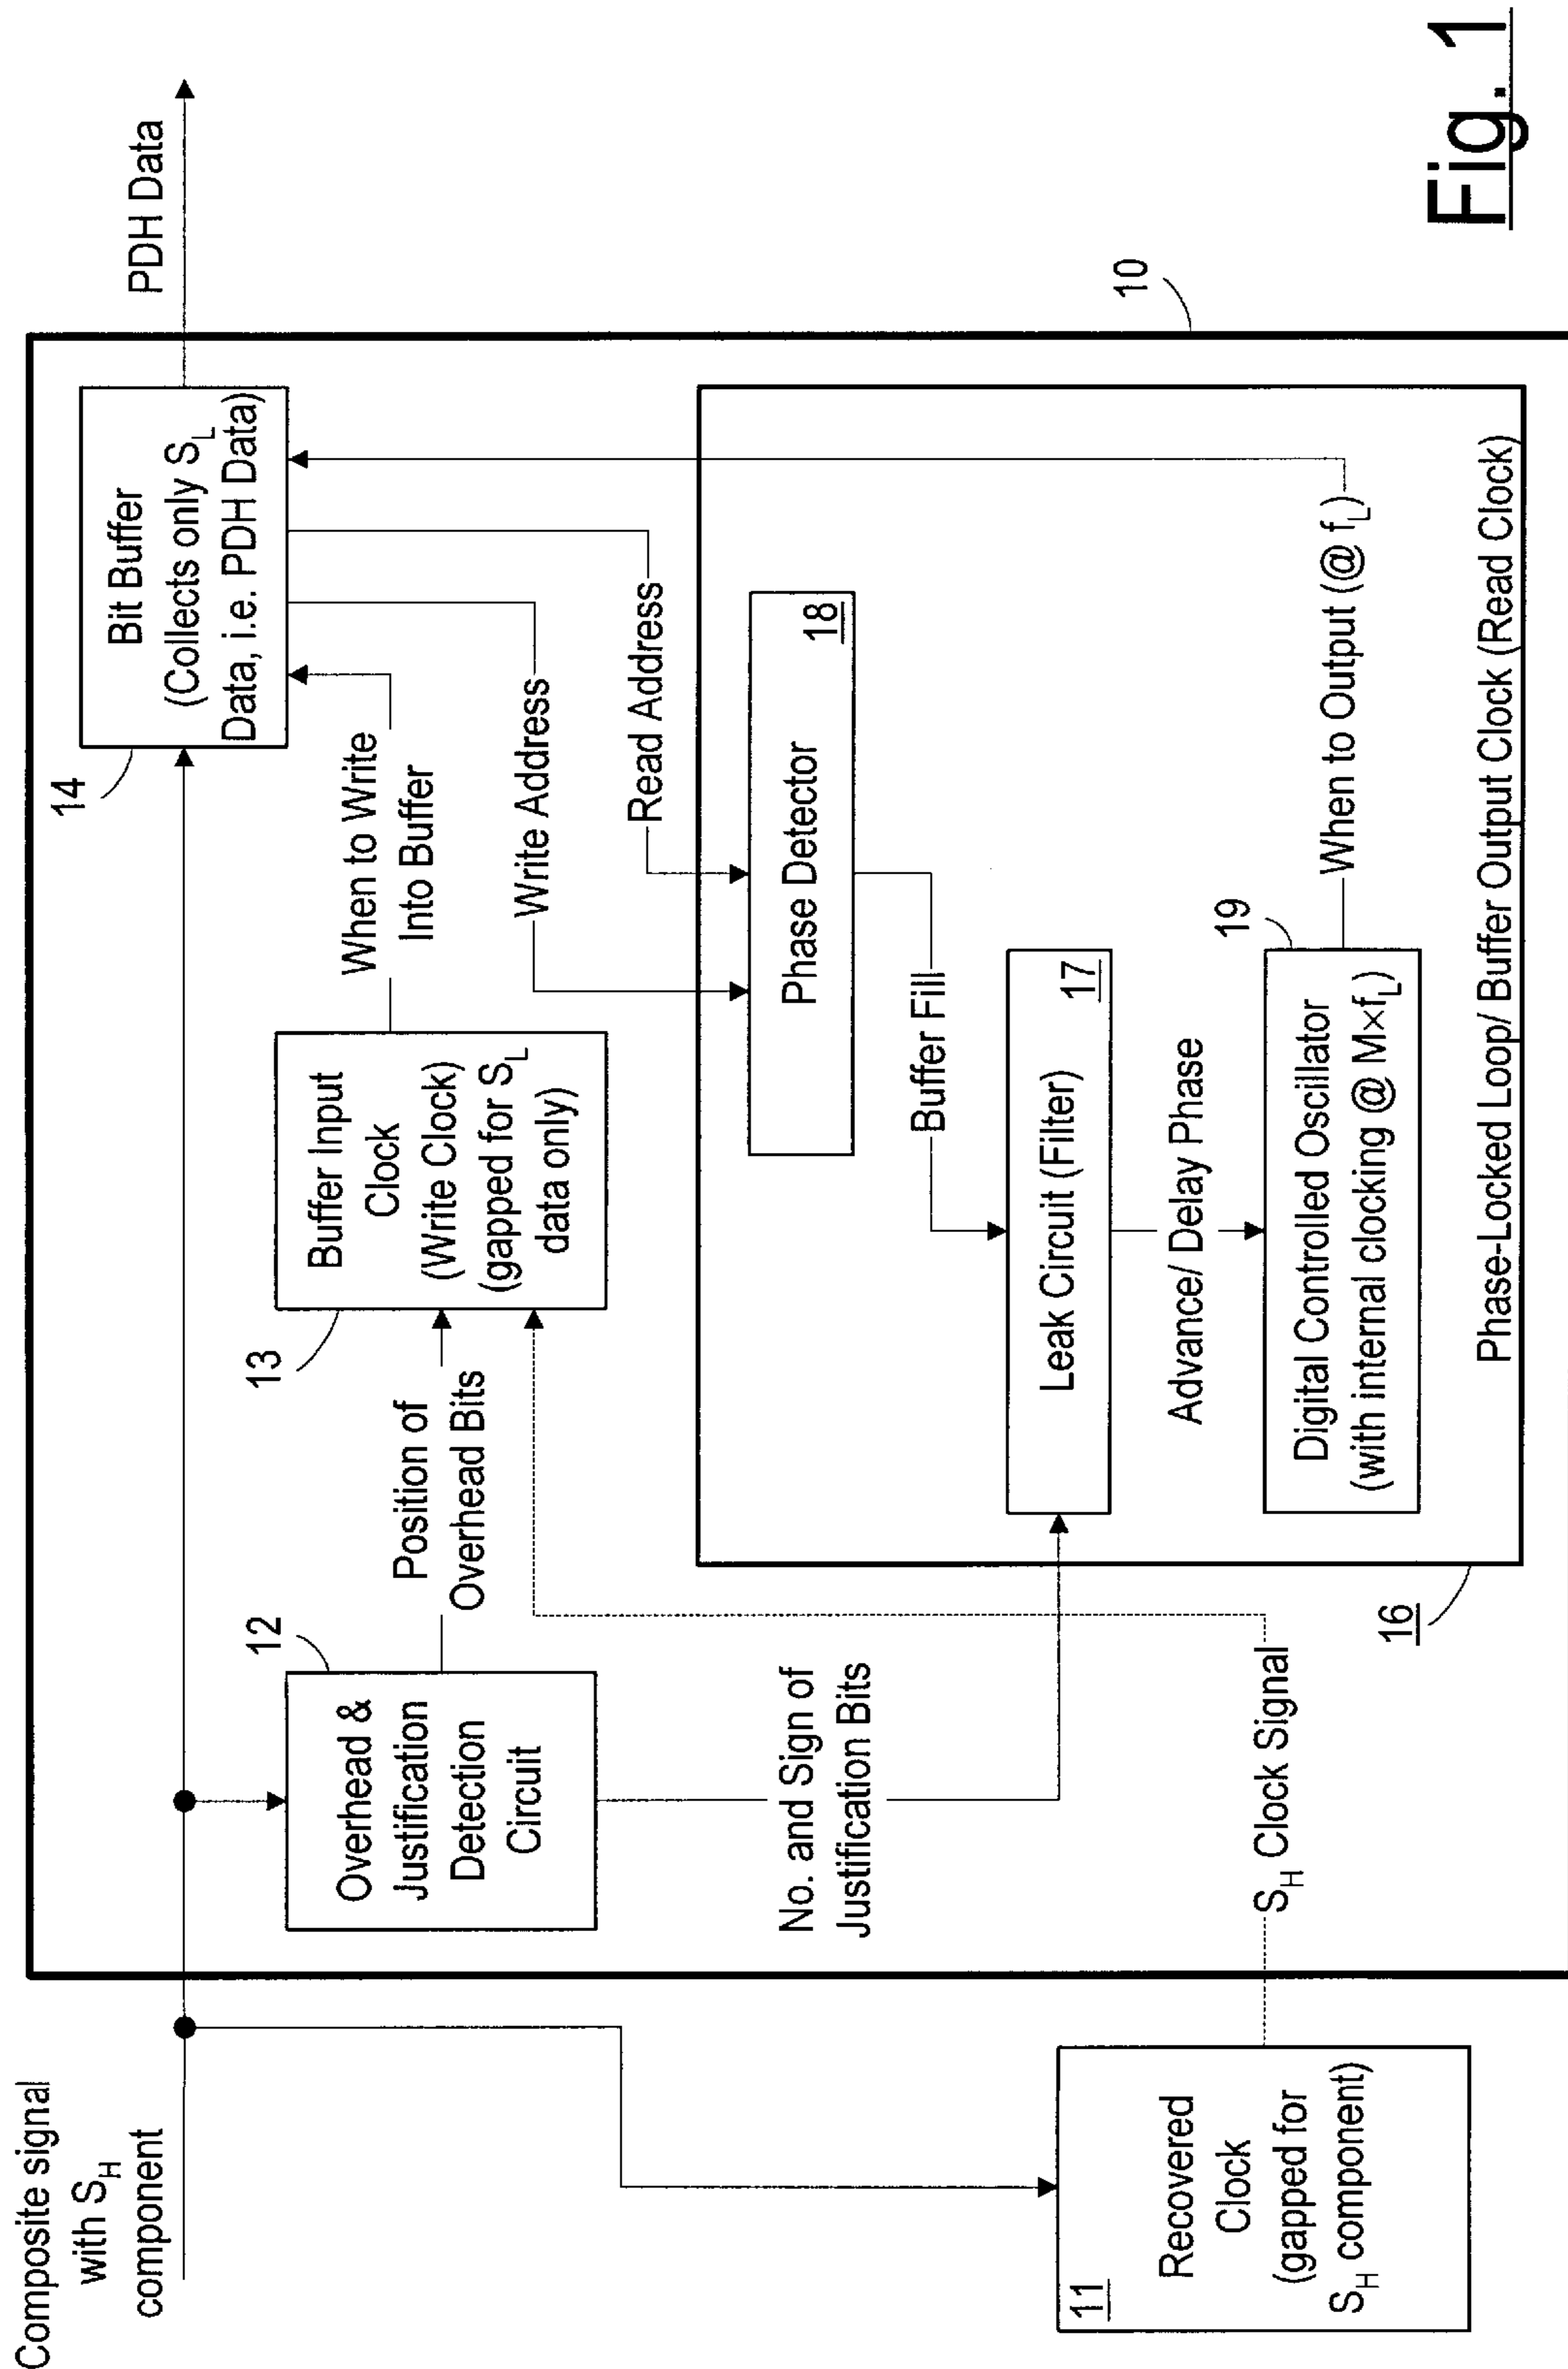 Composite signal
with S_H
component
PDH Data
14
Bit Buffer
(Collects only S_L
Data, i.e. PDH Data)
12
Overhead &
Justification
Detection
Circuit
Position of
Overhead Bits
13
Buffer Input
Clock
(Write Clock)
(gapped for S_L
data only)
When to Write
Into Buffer
Write Address
Read Address
No. and Sign of
Justification Bits
Phase Detector
18
Buffer Fill
Leak Circuit (Filter)
17
Advance/ Delay Phase
19
Digital Controlled Oscillator
(with internal clocking @ M×f_L)
When to Output (@ f_L)
Phase-Locked Loop/ Buffer Output Clock (Read Clock)
16
10
11
Recovered
Clock
(gapped for
S_H component)
S_H Clock Signal
Fig. 1